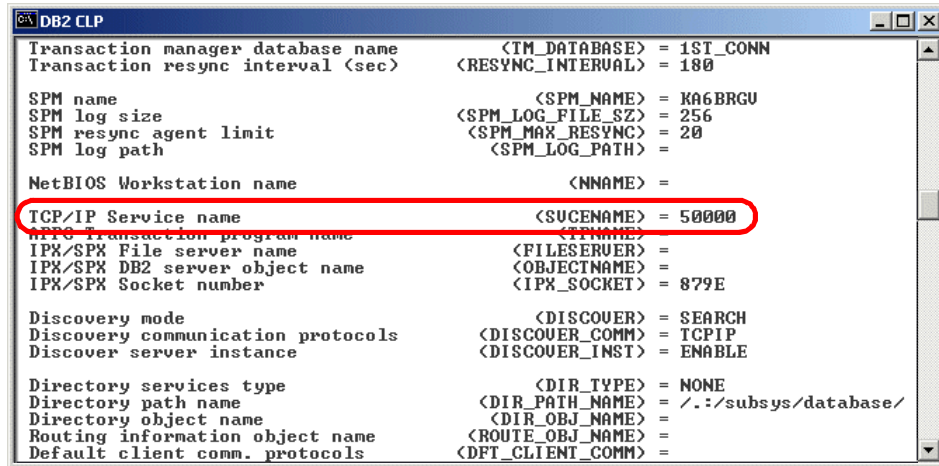 DB2 CLP
Transaction manager database name (TM_DATABASE) = 1ST_CONN
Transaction resync interval (sec) (RESYNC_INTERVAL) = 180
SPM name (SPM_NAME) = KA6BRGV
SPM log size (SPM_LOG_FILE_SZ) = 256
SPM resync agent limit (SPM_MAX_RESYNC) = 20
SPM log path (SPM_LOG_PATH) =
NetBIOS Workstation name (NNAME) =
TCP/IP Service name (SVCENAME) = 50000
APPC Transaction program name (TPNAME) =
IPX/SPX File server name (FILESERVER) =
IPX/SPX DB2 server object name (OBJECTNAME) =
IPX/SPX Socket number (IPX_SOCKET) = 879E
Discovery mode (DISCOVER) = SEARCH
Discovery communication protocols (DISCOVER_COMM) = TCPIP
Discover server instance (DISCOVER_INST) = ENABLE
Directory services type (DIR_TYPE) = NONE
Directory path name (DIR_PATH_NAME) = /.:/subsys/database/
Directory object name (DIR_OBJ_NAME) =
Routing information object name (ROUTE_OBJ_NAME) =
Default client comm. protocols (DFT_CLIENT_COMM) =